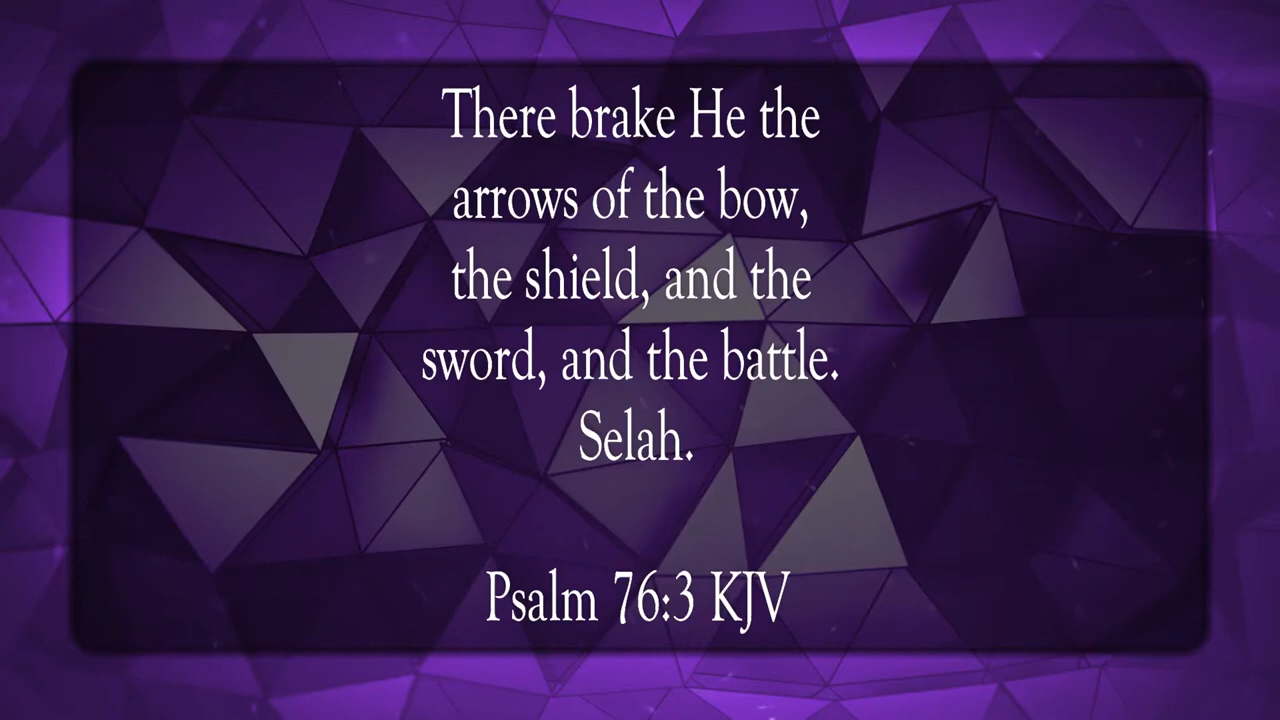 There brake He the
arrows of the bow,
the shield, and the
sword, and the battle.
Selah.
Psalm 76:3 KJV